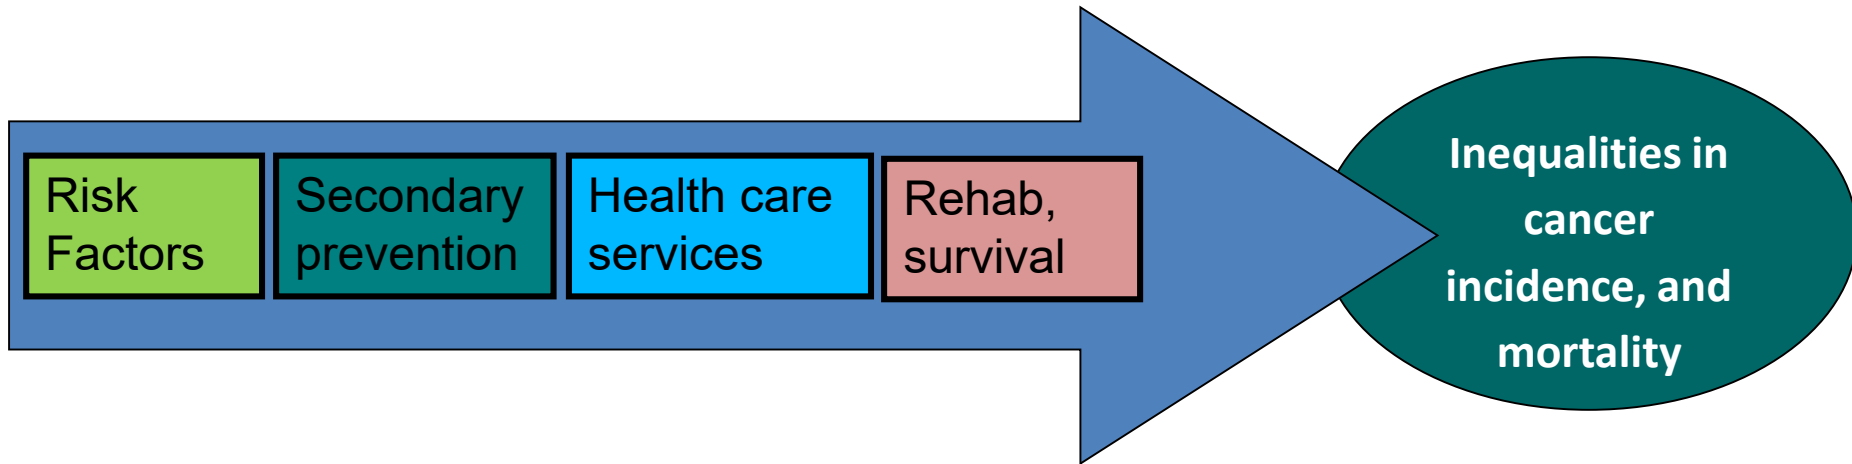 Risk
Factors
Secondary
prevention
Health care
services
Rehab,
survival
Inequalities in
cancer
incidence, and
mortality